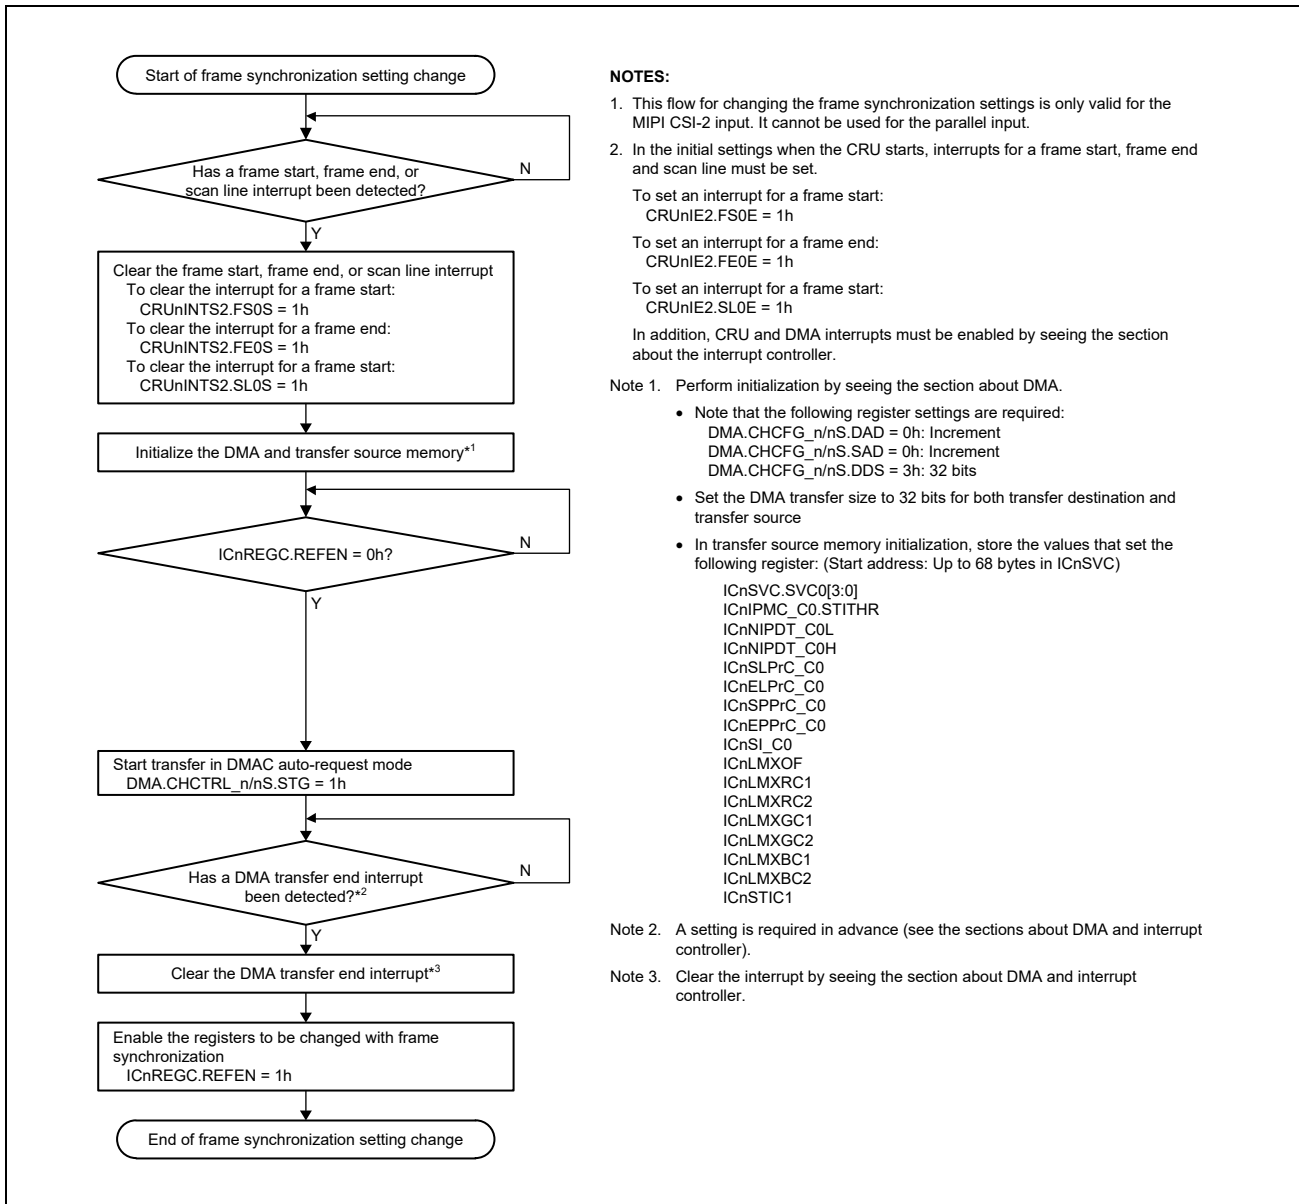 Start of frame synchronization setting change
Has a frame start, frame end, or
scan line interrupt been detected?
N
Y
Clear the frame start, frame end, or scan line interrupt
To clear the interrupt for a frame start:
CRUnINTS2.FS0S = 1h
To clear the interrupt for a frame end:
CRUnINTS2.FE0S = 1h
To clear the interrupt for a frame start:
CRUnINTS2.SL0S = 1h
Initialize the DMA and transfer source memory*1
ICnREGC.REFEN = 0h?
N
Y
Start transfer in DMAC auto-request mode
DMA.CHCTRL_n/nS.STG = 1h
Has a DMA transfer end interrupt
been detected?*2
N
Y
Clear the DMA transfer end interrupt*3
Enable the registers to be changed with frame
synchronization
ICnREGC.REFEN = 1h
End of frame synchronization setting change
NOTES:
1. This flow for changing the frame synchronization settings is only valid for the
MIPI CSI-2 input. It cannot be used for the parallel input.
2. In the initial settings when the CRU starts, interrupts for a frame start, frame end
and scan line must be set.
To set an interrupt for a frame start:
CRUnIE2.FS0E = 1h
To set an interrupt for a frame end:
CRUnIE2.FE0E = 1h
To set an interrupt for a frame start:
CRUnIE2.SL0E = 1h
In addition, CRU and DMA interrupts must be enabled by seeing the section
about the interrupt controller.
Note 1. Perform initialization by seeing the section about DMA.
• Note that the following register settings are required:
DMA.CHCFG_n/nS.DAD = 0h: Increment
DMA.CHCFG_n/nS.SAD = 0h: Increment
DMA.CHCFG_n/nS.DDS = 3h: 32 bits
• Set the DMA transfer size to 32 bits for both transfer destination and
transfer source
• In transfer source memory initialization, store the values that set the
following register: (Start address: Up to 68 bytes in ICnSVC)
ICnSVC.SVC0[3:0]
ICnIPMC_C0.STITHR
ICnNIPDT_C0L
ICnNIPDT_C0H
ICnSLPrC_C0
ICnELPrC_C0
ICnSPPrC_C0
ICnEPPrC_C0
ICnSI_C0
ICnLMXOF
ICnLMXRC1
ICnLMXRC2
ICnLMXGC1
ICnLMXGC2
ICnLMXBC1
ICnLMXBC2
ICnSTIC1
Note 2. A setting is required in advance (see the sections about DMA and interrupt
controller).
Note 3. Clear the interrupt by seeing the section about DMA and interrupt
controller.